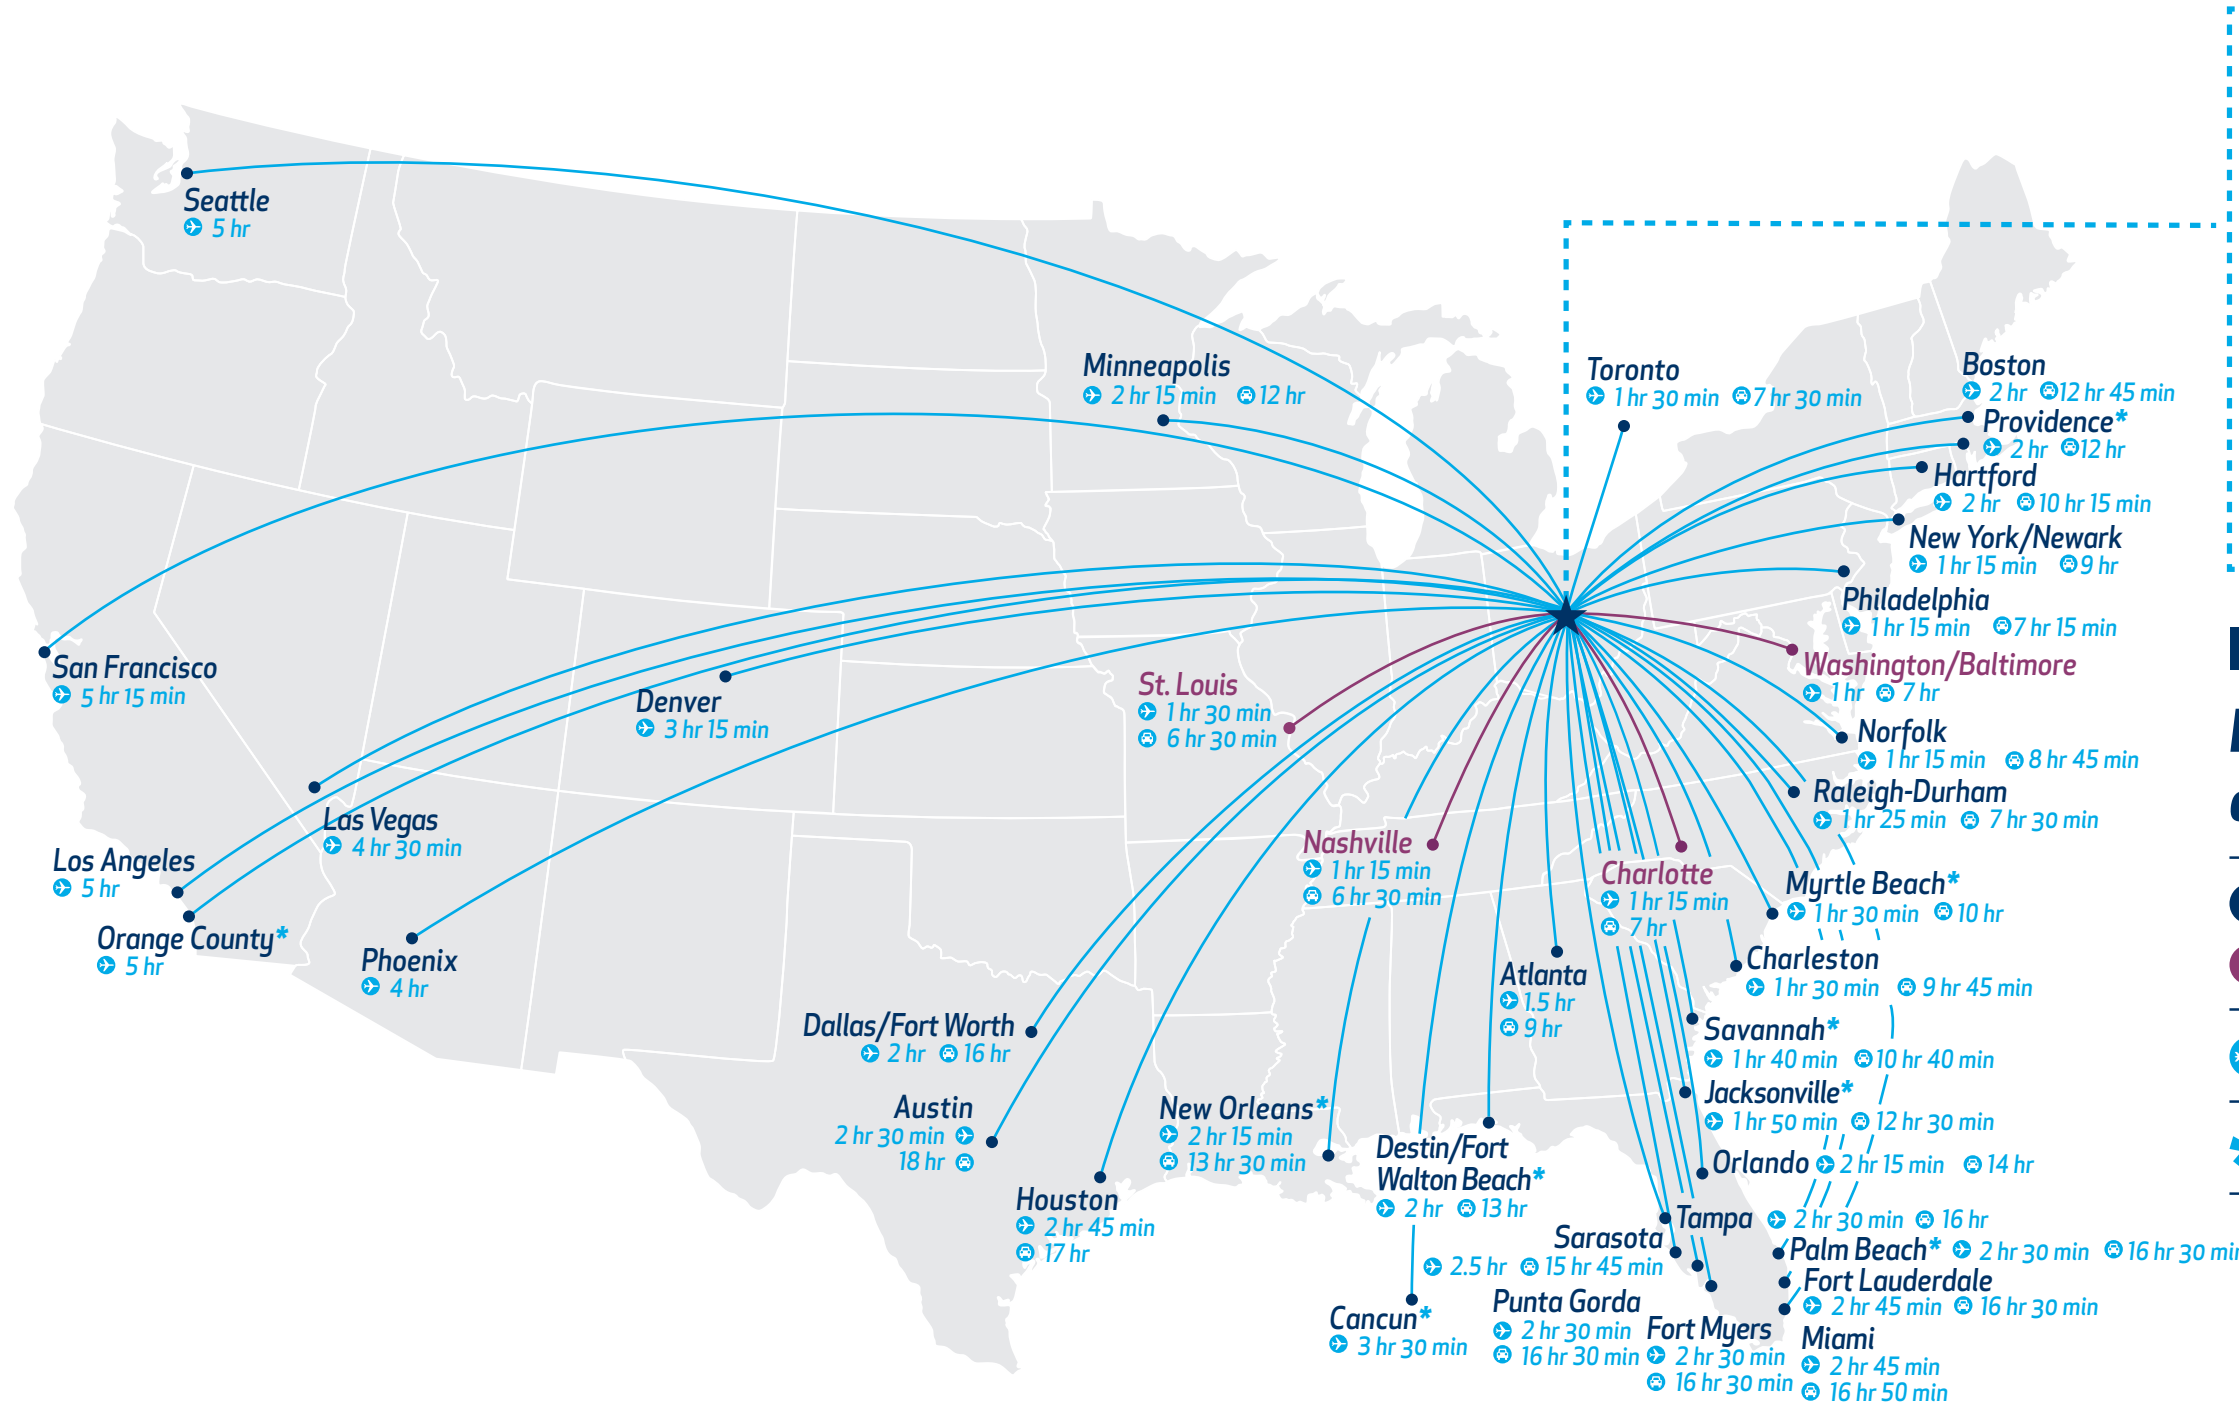 Seattle
5 hr
Minneapolis
2 hr 15 min 12 hr
Toronto
1 hr 30 min 7 hr 30 min
Boston
2 hr 12 hr 45 min
Providence*
2 hr 12 hr
Hartford
2 hr 10 hr 15 min
New York/Newark
1 hr 15 min 9 hr
Philadelphia
1 hr 15 min 7 hr 15 min
Washington/Baltimore
1 hr 7 hr
Norfolk
1 hr 15 min 8 hr 45 min
Raleigh-Durham
1 hr 25 min 7 hr 30 min
San Francisco
5 hr 15 min
Denver
3 hr 15 min
St. Louis
1 hr 30 min
6 hr 30 min
Las Vegas
4 hr 30 min
Los Angeles
5 hr
Orange County*
5 hr
Phoenix
4 hr
Nashville
1 hr 15 min
6 hr 30 min
Charlotte
1 hr 15 min
7 hr
Myrtle Beach*
1 hr 30 min 10 hr
Atlanta
1.5 hr
9 hr
Charleston
1 hr 30 min 9 hr 45 min
Dallas/Fort Worth
2 hr 16 hr
Savannah*
1 hr 40 min 10 hr 40 min
Austin
2 hr 30 min
18 hr
New Orleans*
2 hr 15 min
13 hr 30 min
Jacksonville*
1 hr 50 min 12 hr 30 min
Destin/Fort
Walton Beach*
2 hr 13 hr
Orlando 2 hr 15 min 14 hr
Houston
2 hr 45 min
17 hr
Tampa 2 hr 30 min 16 hr
Sarasota
2.5 hr 15 hr 45 min
Palm Beach* 2 hr 30 min 16 hr 30 min
Fort Lauderdale
2 hr 45 min 16 hr 30 min
Cancun*
3 hr 30 min
Punta Gorda
2 hr 30 min
16 hr 30 min
Fort Myers
2 hr 30 min
16 hr 30 min
Miami
2 hr 45 min
16 hr 50 min